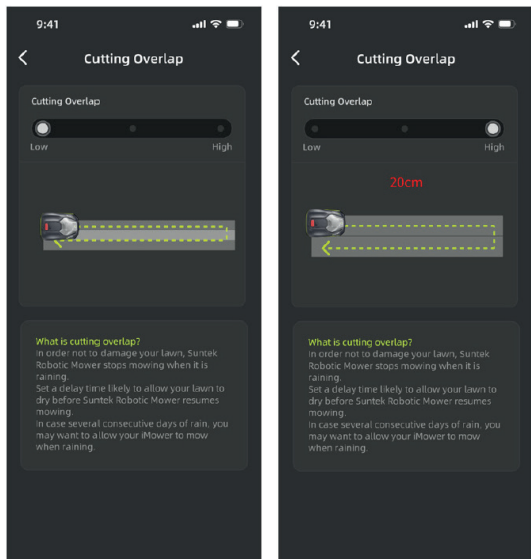 9:41
Cutting Overlap
Cutting Overlap
Low High
What is cutting overlap?
In order not to damage your lawn, Suntek
Robotic Mower stops mowing when it is
raining.
Set a delay time likely to allow your lawn to
dry before Suntek Robotic Mower resumes
mowing.
In case several consecutive days of rain, you
may want to allow your iMower to mow
when raining.
9:41
Cutting Overlap
Cutting Overlap
Low High
20cm
What is cutting overlap?
In order not to damage your lawn, Suntek
Robotic Mower stops mowing when it is
raining.
Set a delay time likely to allow your lawn to
dry before Suntek Robotic Mower resumes
mowing.
In case several consecutive days of rain, you
may want to allow your iMower to mow
when raining.